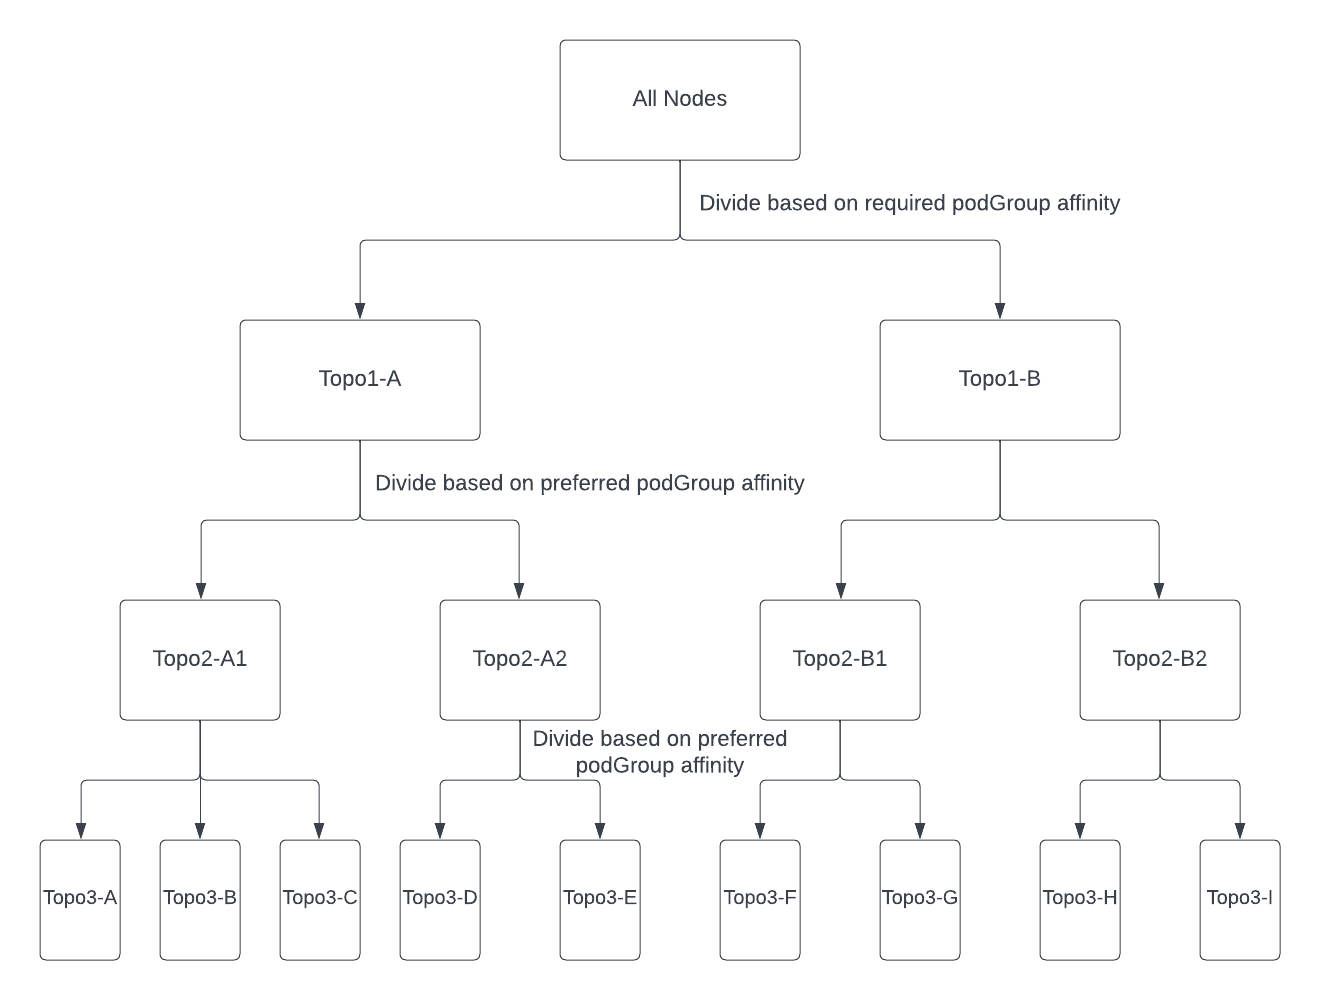 All Nodes
Divide based on required podGroup affinity
Topo1-A
Topo1-B
Divide based on preferred podGroup affinity
Topo2-A1
Topo2-A2
Topo2-B1
Topo2-B2
Divide based on preferred
podGroup affinity
Topo3-A
Topo3-B
Topo3-C
Topo3-D
Topo3-E
Topo3-F
Topo3-G
Topo3-H
Topo3-I